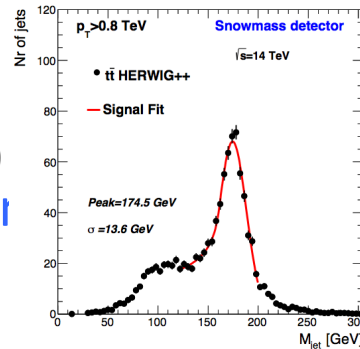 p_T>0.8 TeV
Snowmass detector
√s=14 TeV
tt̄ HERWIG++
Signal Fit
Peak=174.5 GeV
σ =13.6 GeV
Nr of jets
120
100
80
60
40
20
0
0 50 100 150 200 250
M_jet [GeV]